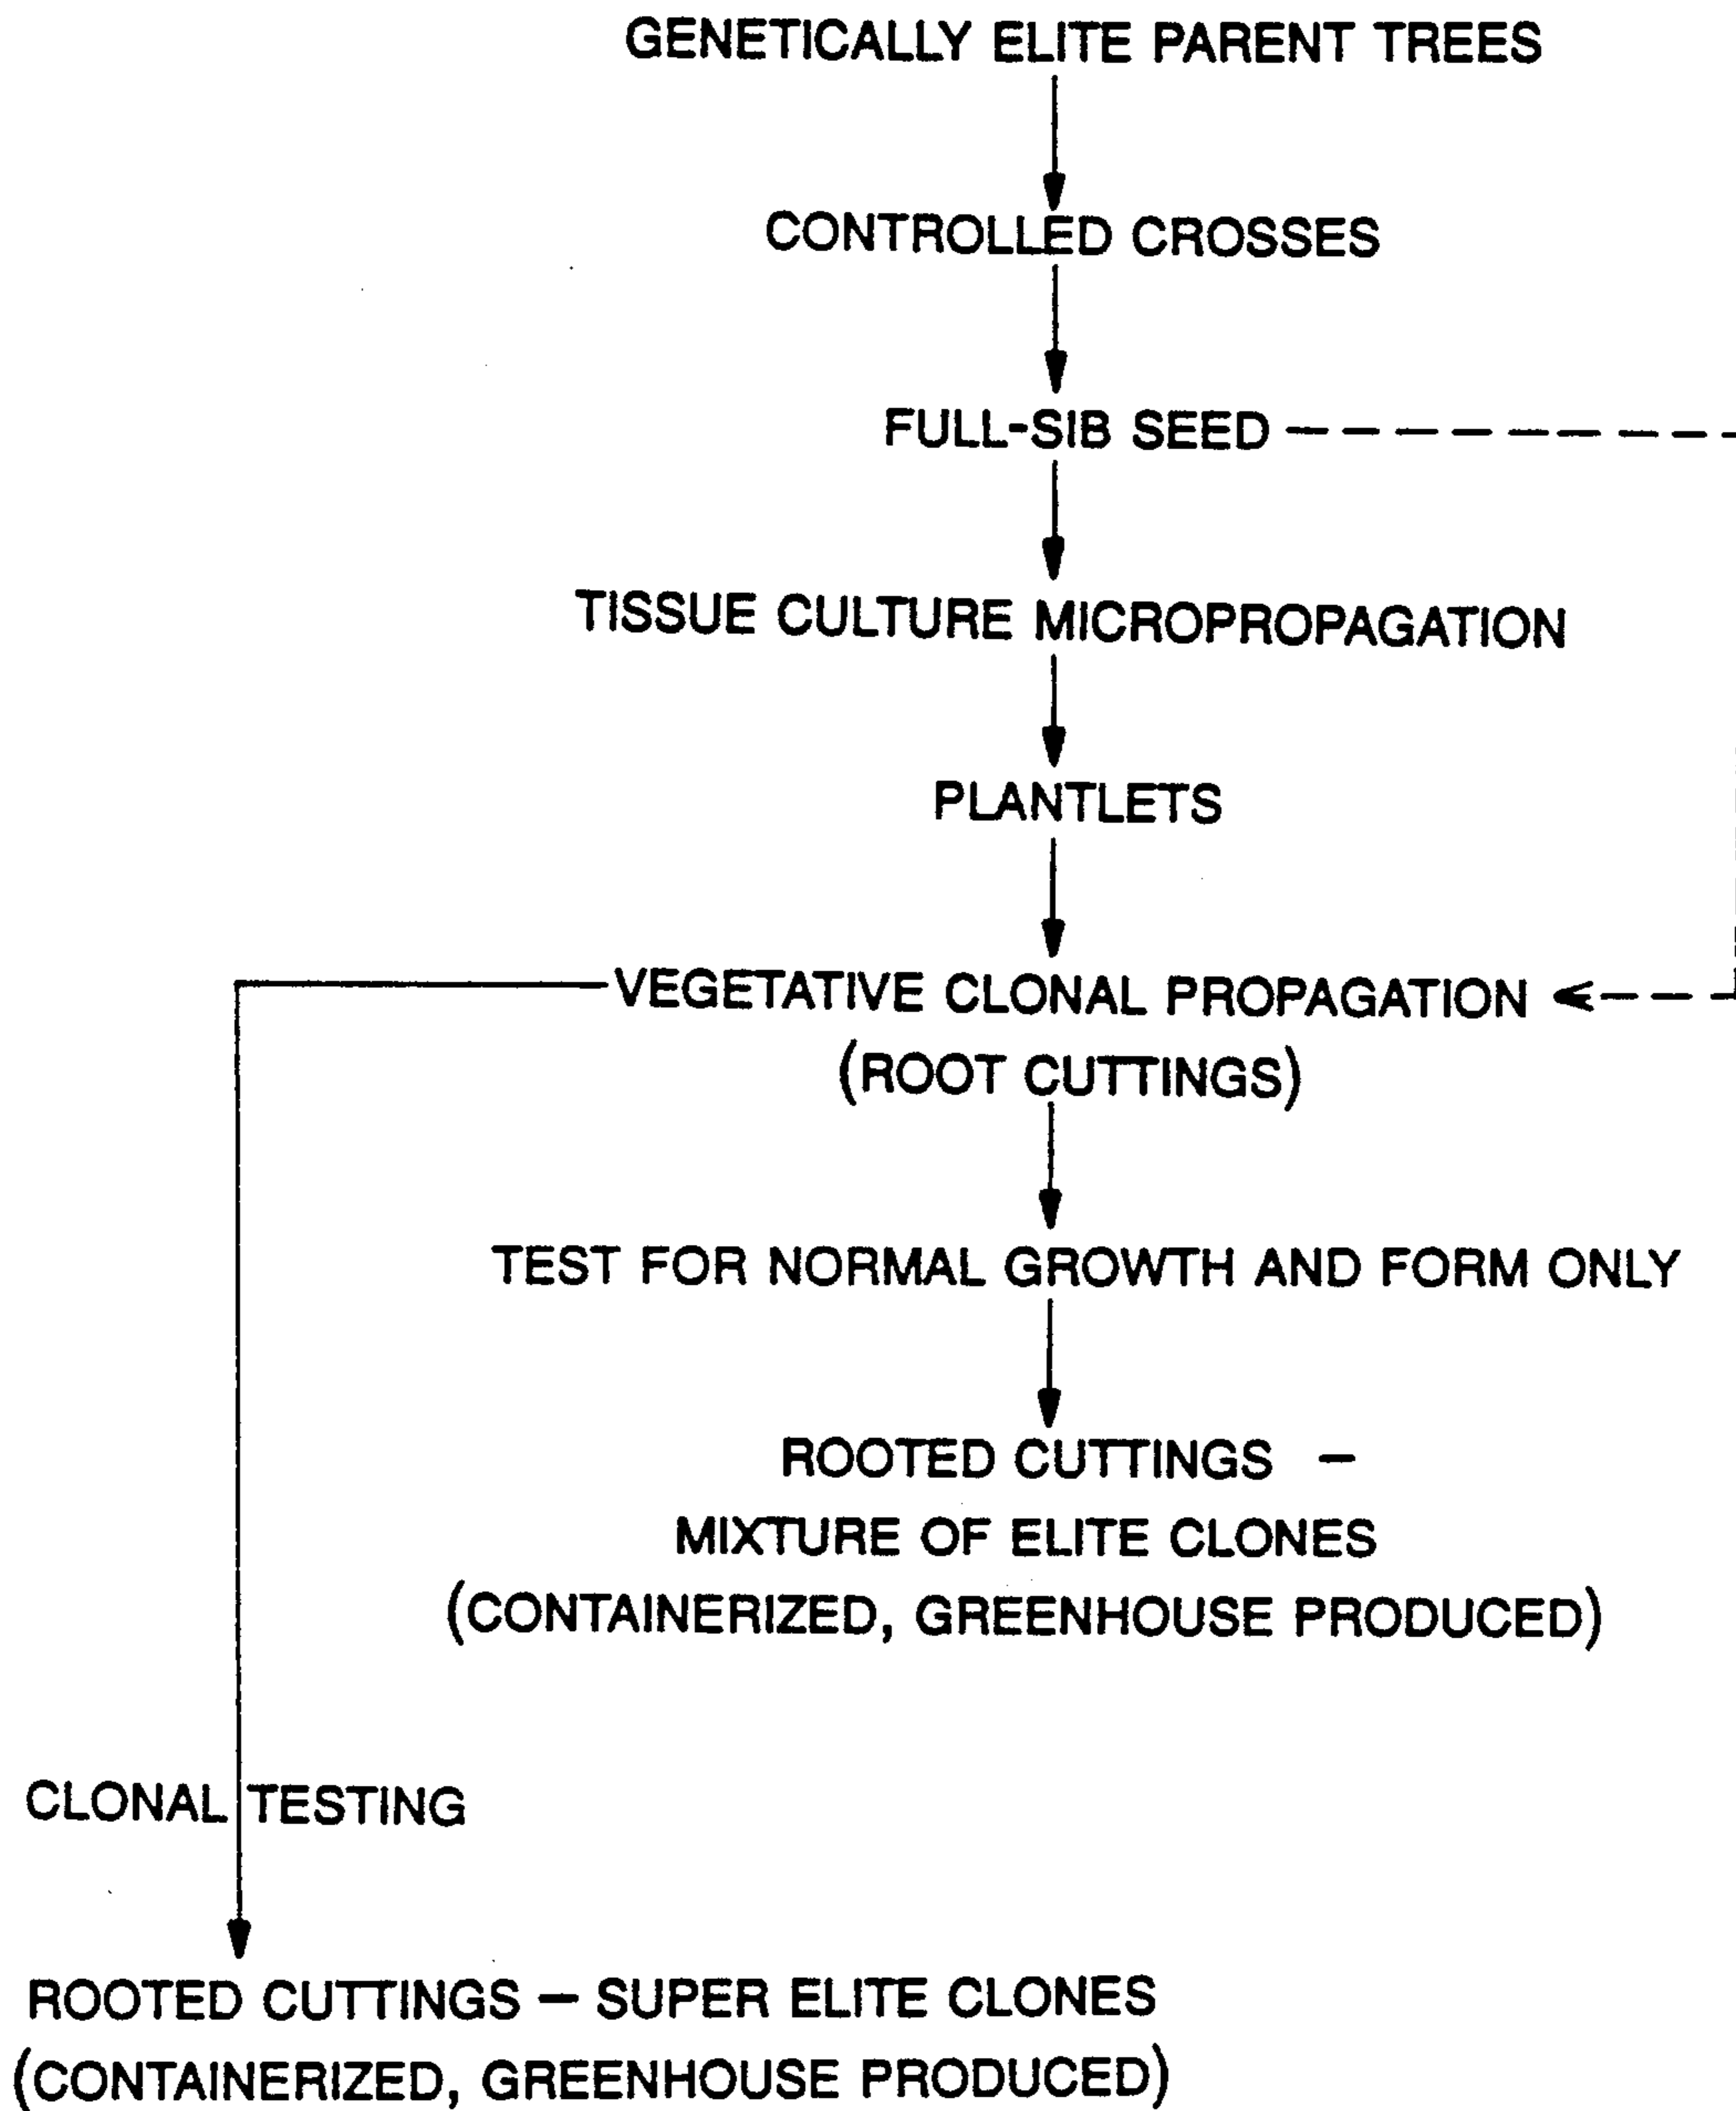 GENETICALLY ELITE PARENT TREES
CONTROLLED CROSSES
FULL-SIB SEED
TISSUE CULTURE MICROPROPAGATION
PLANTLETS
VEGETATIVE CLONAL PROPAGATION
(ROOT CUTTINGS)
TEST FOR NORMAL GROWTH AND FORM ONLY
ROOTED CUTTINGS –
MIXTURE OF ELITE CLONES
(CONTAINERIZED, GREENHOUSE PRODUCED)
CLONAL TESTING
ROOTED CUTTINGS – SUPER ELITE CLONES
(CONTAINERIZED, GREENHOUSE PRODUCED)